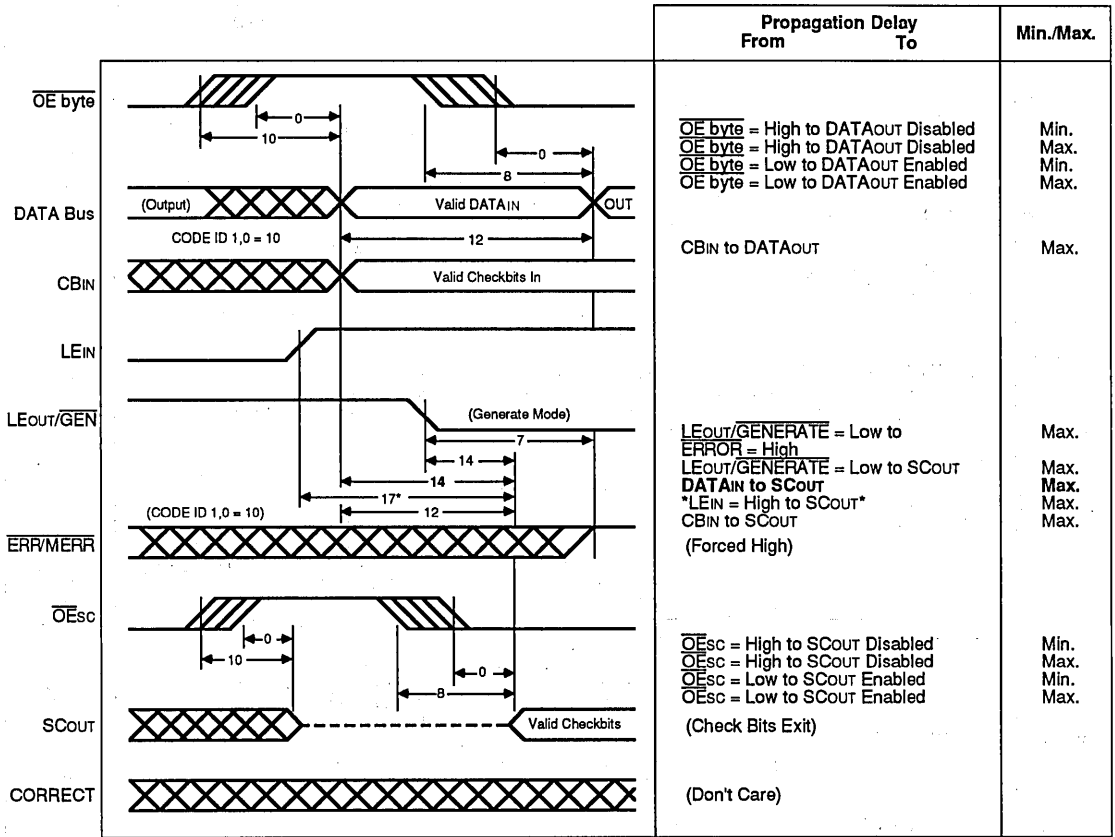 Propagation Delay
From To
Min./Max.
OE byte
0
10
0
8
OE byte = High to DATAOUT Disabled Min.
OE byte = High to DATAOUT Disabled Max.
OE byte = Low to DATAOUT Enabled Min.
OE byte = Low to DATAOUT Enabled Max.
DATA Bus
(Output)
Valid DATAIN
OUT
CODE ID 1,0 = 10
12
CBIN to DATAOUT Max.
CBIN
Valid Checkbits In
LEIN
LEOUT/GEN
(Generate Mode)
7
14
14
17*
12
LEOUT/GENERATE = Low to Max.
ERROR = High
LEOUT/GENERATE = Low to SCOUT Max.
DATAIN to SCOUT Max.
*LEIN = High to SCOUT* Max.
CBIN to SCOUT Max.
(CODE ID 1,0 = 10)
ERR/MERR
(Forced High)
OEsc
0
10
0
8
OEsc = High to SCOUT Disabled Min.
OEsc = High to SCOUT Disabled Max.
OEsc = Low to SCOUT Enabled Min.
OEsc = Low to SCOUT Enabled Max.
SCOUT
Valid Checkbits
(Check Bits Exit)
CORRECT
(Don't Care)